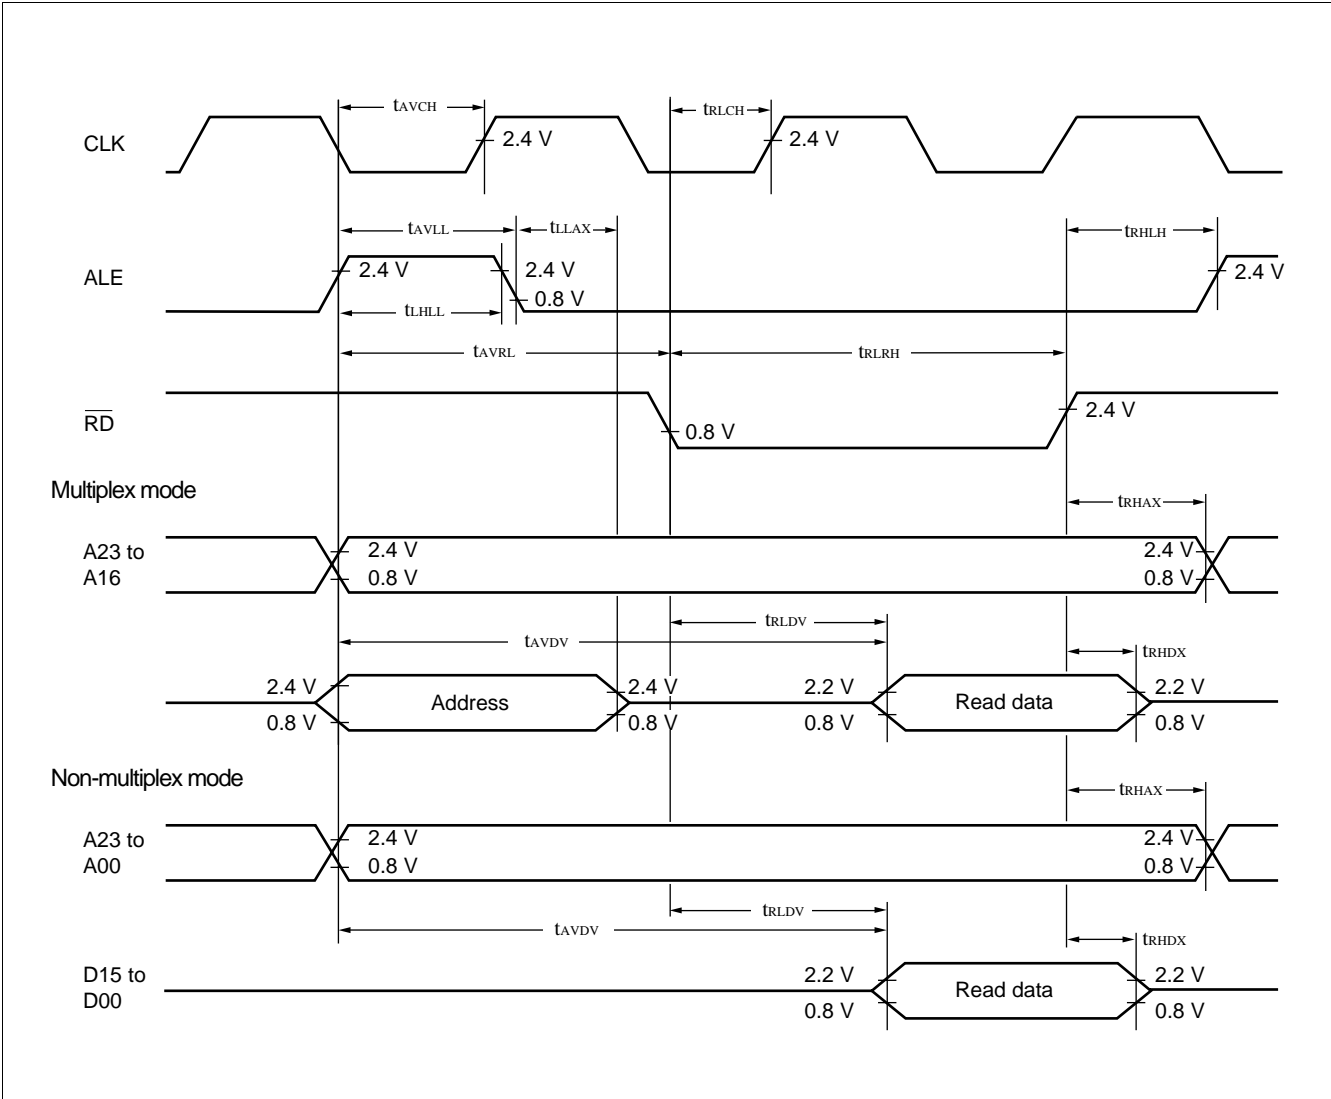 tAVCH
tRLCH
CLK
2.4 V
2.4 V
tAVLL
tLLAX
tRHLH
ALE
2.4 V
2.4 V
2.4 V
0.8 V
tLHLL
tAVRL
tRLRH
RD
2.4 V
0.8 V
Multiplex mode
tRHAX
A23 to
A16
2.4 V
2.4 V
0.8 V
0.8 V
tRLDV
tAVDV
tRHDX
2.4 V
Address
2.4 V
2.2 V
Read data
2.2 V
0.8 V
0.8 V
0.8 V
0.8 V
Non-multiplex mode
tRHAX
A23 to
A00
2.4 V
2.4 V
0.8 V
0.8 V
tRLDV
tAVDV
tRHDX
D15 to
D00
2.2 V
Read data
2.2 V
0.8 V
0.8 V